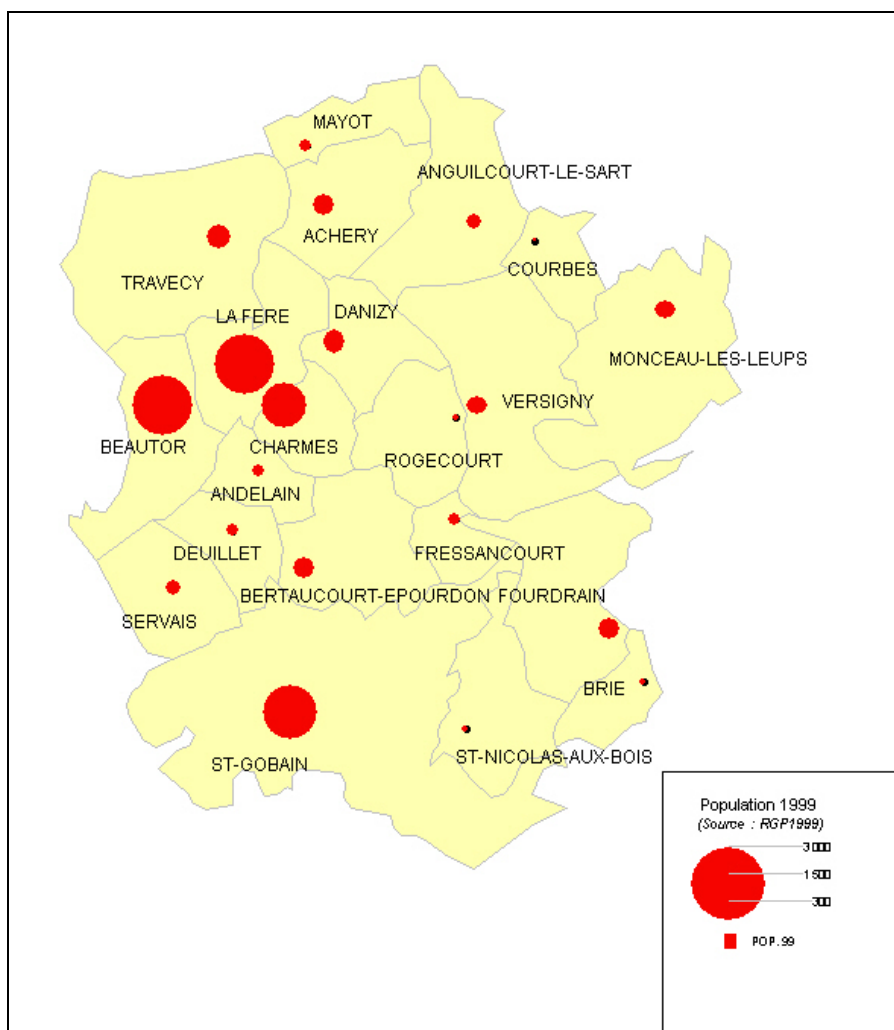 MAYOT
ANGUILCOURT-LE-SART
ACHERY
COURBES
TRAVECY
LA FERE
DANIZY
MONCEAU-LES-LEUPS
VERSIGNY
BEAUTOR
CHARMES
ROGECOURT
ANDELAIN
DEUILLET
FRESSANCOURT
BERTAUCOURT-EPOURDON
FOURDRAIN
SERVAIS
BRIE
ST-GOBAIN
ST-NICOLAS-AUX-BOIS
Population 1999
(Source : RGP1999)
3 000
1 500
300
POP.99